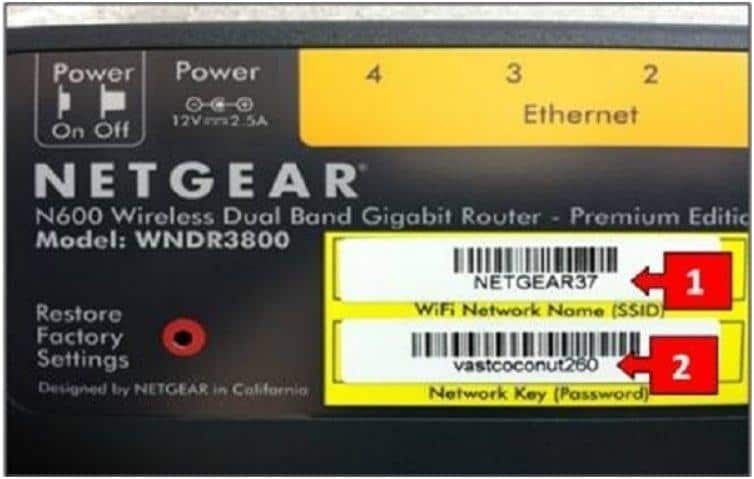 Power
On Off
Power
12V 2.5A
4 3 2
Ethernet
NETGEAR
N600 Wireless Dual Band Gigabit Router - Premium Editio
Model: WNDR3800
NETGEAR37
1
WiFi Network Name (SSID)
vastcoconut260
2
Network Key (Password)
Restore
Factory
Settings
Designed by NETGEAR in California